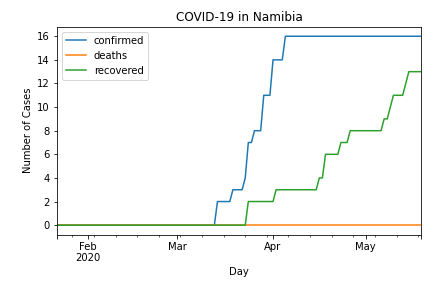 COVID-19 in Namibia
confirmed
deaths
recovered
Number of Cases
16
14
12
10
8
6
4
2
0
Feb
2020
Mar
Apr
May
Day